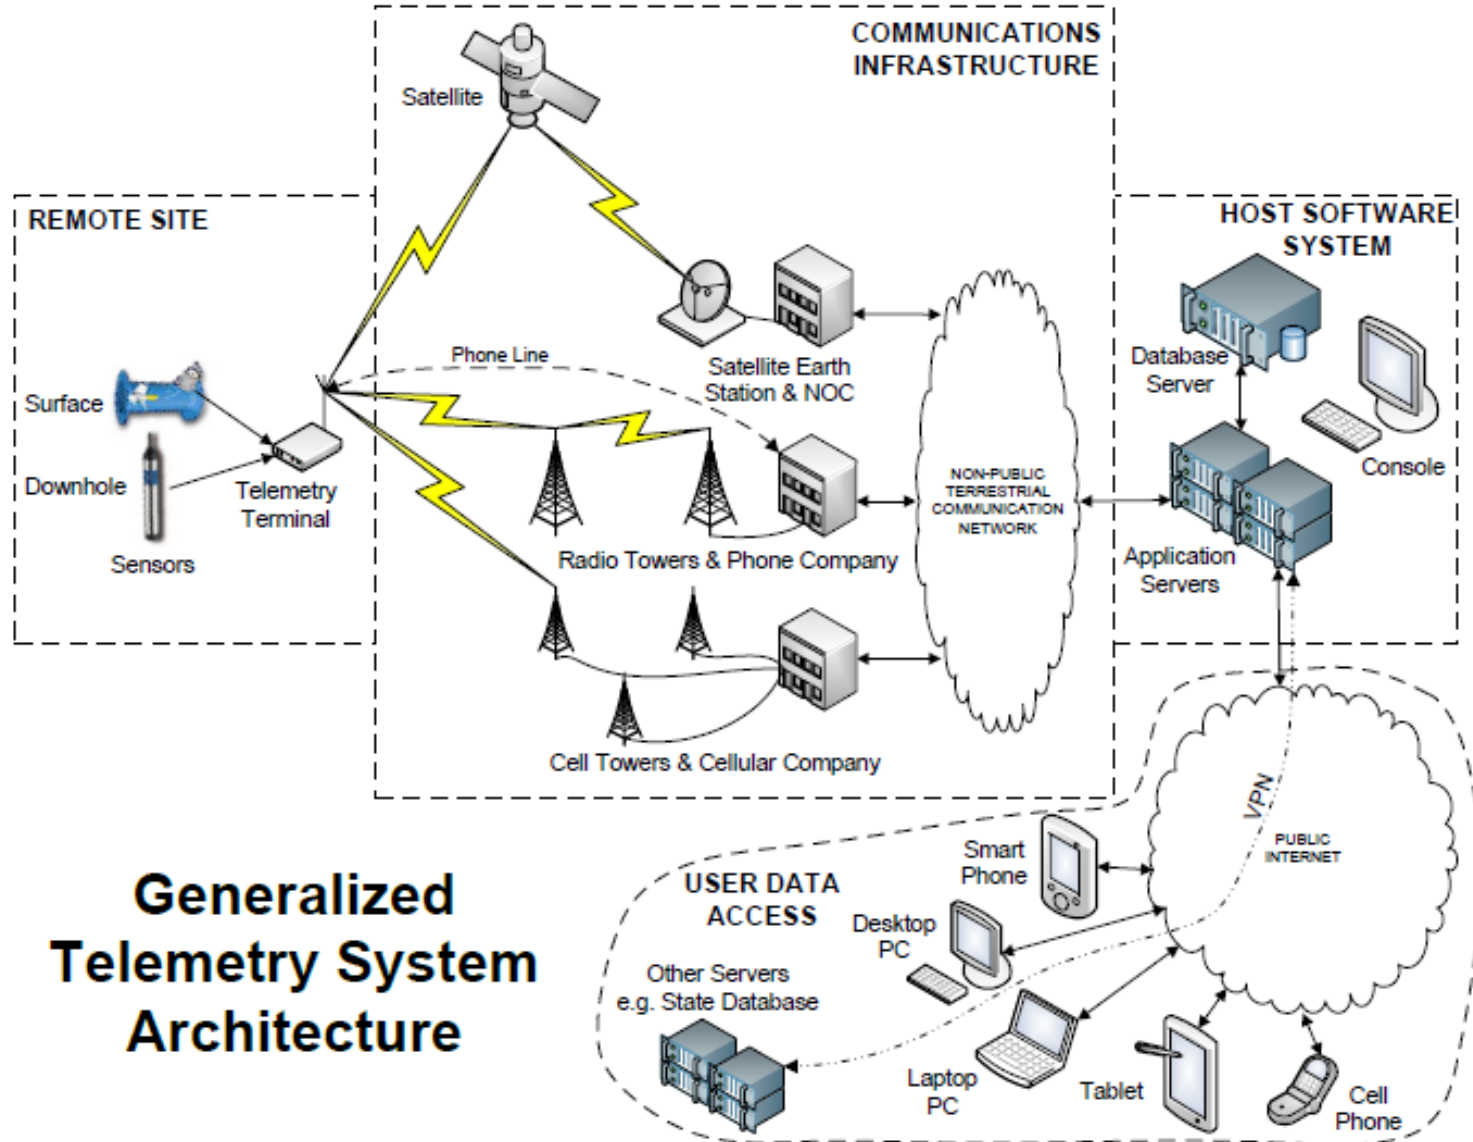 COMMUNICATIONS
INFRASTRUCTURE
Satellite
REMOTE SITE
HOST SOFTWARE
SYSTEM
Phone Line
Satellite Earth
Station & NOC
Database
Server
Surface
Console
Downhole
Telemetry
Terminal
NON-PUBLIC
TERRESTRIAL
COMMUNICATION
NETWORK
Sensors
Radio Towers & Phone Company
Application
Servers
Cell Towers & Cellular Company
VPN
PUBLIC
INTERNET
Smart
Phone
USER DATA
ACCESS
Desktop
PC
Generalized
Telemetry System
Architecture
Other Servers
e.g. State Database
Laptop
PC
Tablet
Cell
Phone